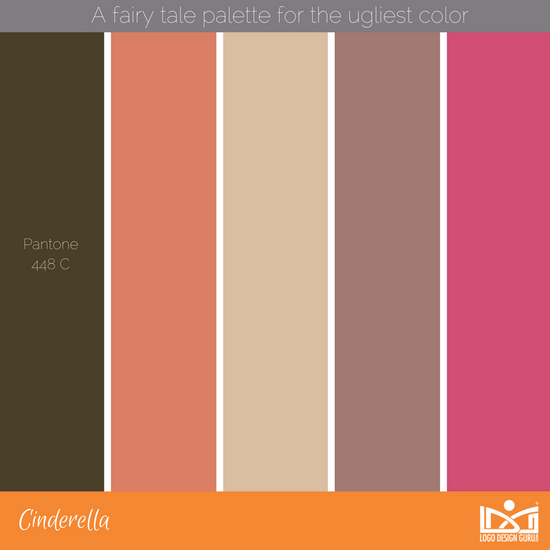 A fairy tale palette for the ugliest color
Pantone
448 C
Cinderella
LOGO DESIGN GURU